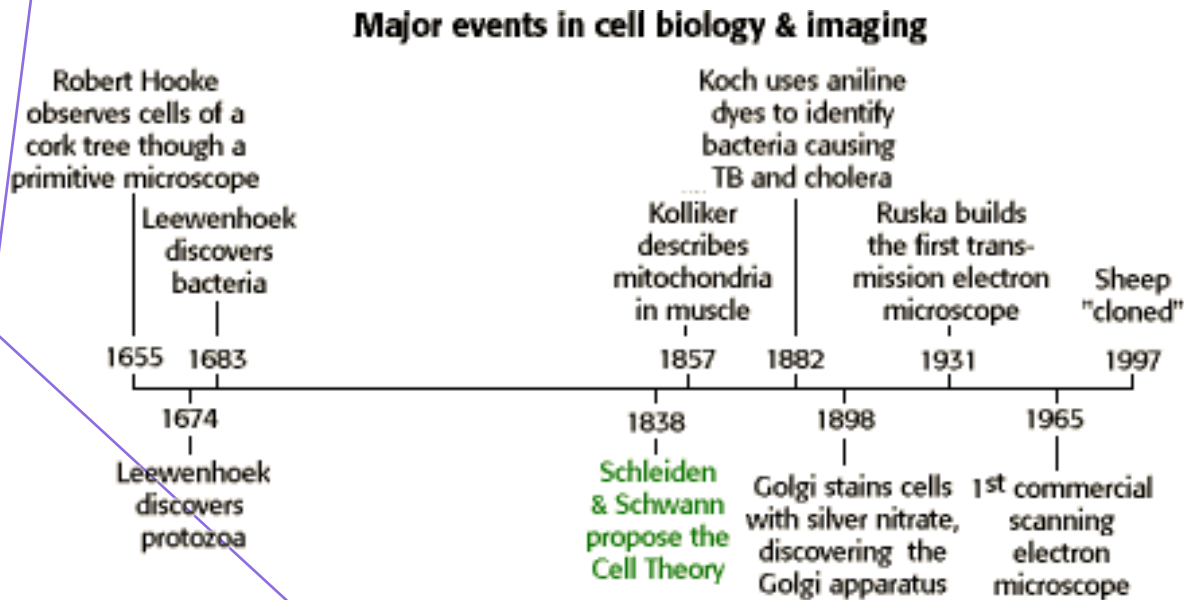 Major events in cell biology & imaging
Robert Hooke
observes cells of a
cork tree though a
primitive microscope
Leewenhoek
discovers
bacteria
Koch uses aniline
dyes to identify
bacteria causing
TB and cholera
Kolliker
describes
mitochondria
in muscle
Ruska builds
the first trans-
mission electron
microscope
Sheep
"cloned"
1655 1683 1857 1882 1931 1997
1674 1838 1898 1965
Leewenhoek
discovers
protozoa
Schleiden
& Schwann
propose the
Cell Theory
Golgi stains cells
with silver nitrate,
discovering the
Golgi apparatus
1st commercial
scanning
electron
microscope